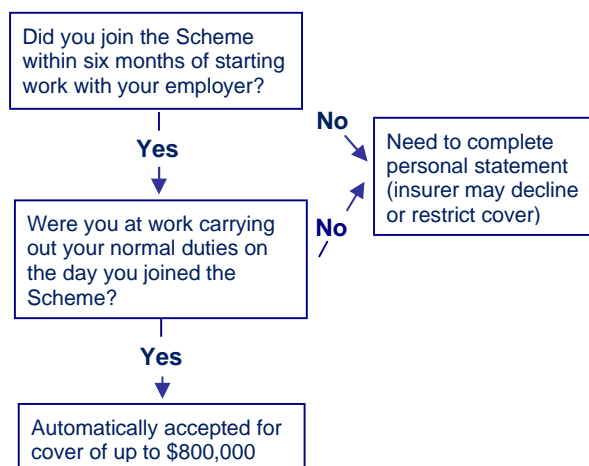 Did you join the Scheme
within six months of starting
work with your employer?
No
Yes
Need to complete
personal statement
(insurer may decline
or restrict cover)
Were you at work carrying
out your normal duties on
the day you joined the
Scheme?
No
Yes
Automatically accepted for
cover of up to $800,000